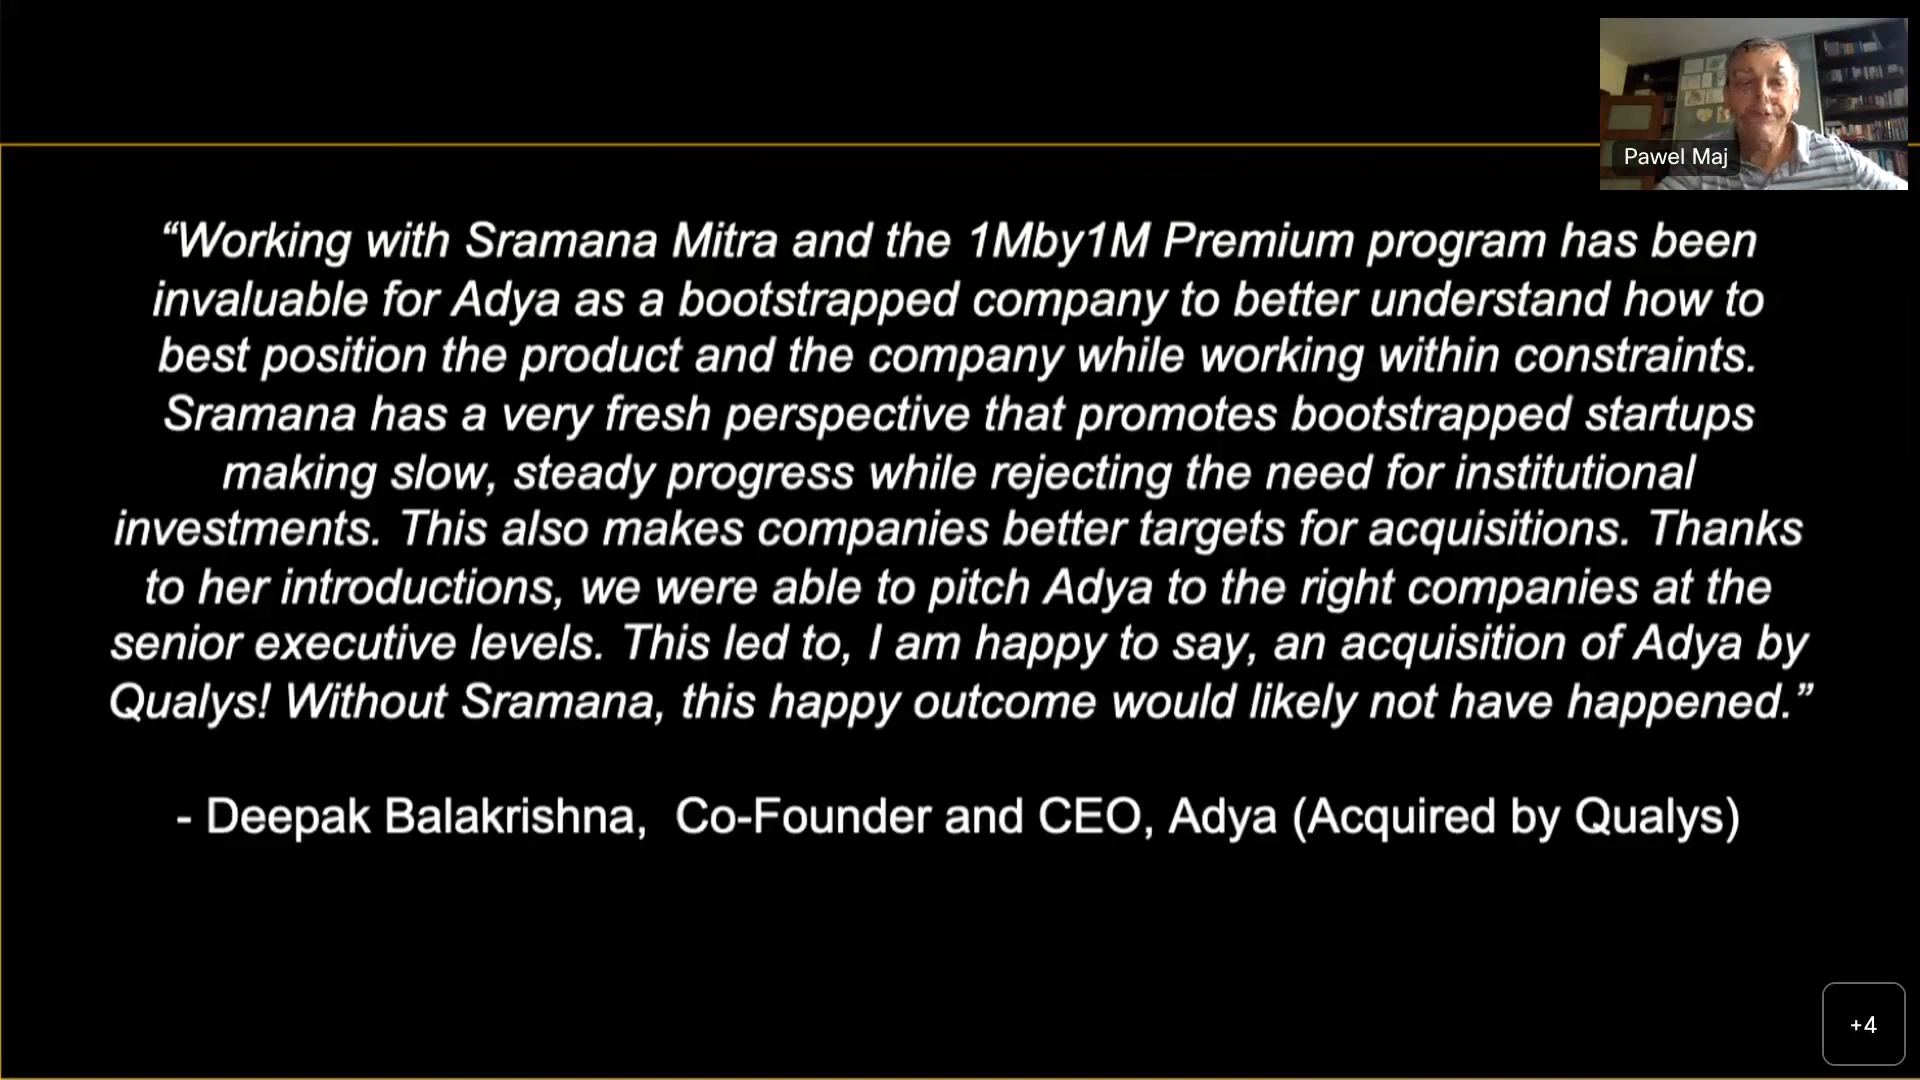 Pawel Maj
“Working with Sramana Mitra and the 1Mby1M Premium program has been
invaluable for Adya as a bootstrapped company to better understand how to
best position the product and the company while working within constraints.
Sramana has a very fresh perspective that promotes bootstrapped startups
making slow, steady progress while rejecting the need for institutional
investments. This also makes companies better targets for acquisitions. Thanks
to her introductions, we were able to pitch Adya to the right companies at the
senior executive levels. This led to, I am happy to say, an acquisition of Adya by
Qualys! Without Sramana, this happy outcome would likely not have happened.”
- Deepak Balakrishna,  Co-Founder and CEO, Adya (Acquired by Qualys)
+4